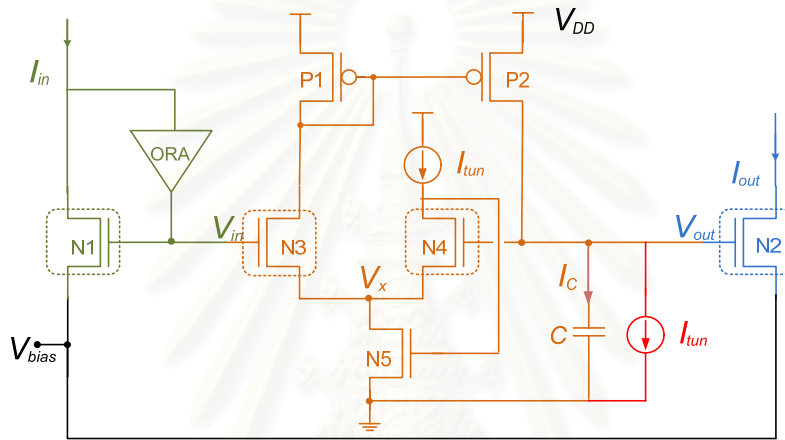 V_DD
P1
P2
I_in
ORA
I_tun
I_out
N1
V_in
N3
N4
V_out
N2
V_x
I_C
C
I_tun
V_bias
N5